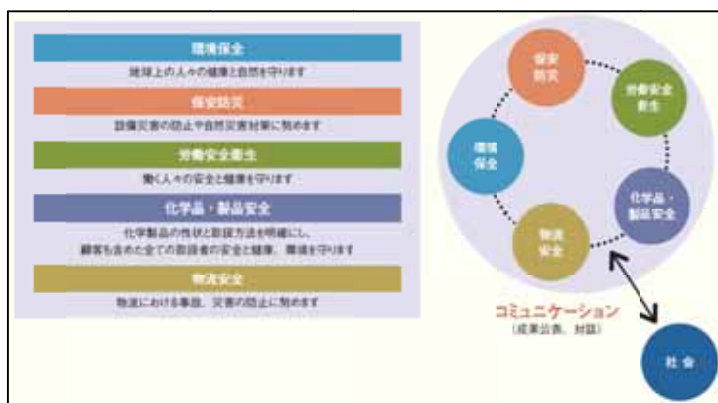 環境保全
地球上の人々の健康と自然を守ります
保安防災
設備災害の防止や自然災害対策に努めます
労働安全衛生
働く人々の安全と健康を守ります
化学品・製品安全
化学製品の性状と取扱方法を明確にし、
顧客も含めた全ての取扱者の安全と健康、環境を守ります
物流安全
物流における事故、災害の防止に努めます
保安
防災
労働安全
衛生
環境
保全
化学品・
製品安全
物流
安全
コミュニケーション
(成果公表、対話)
社会